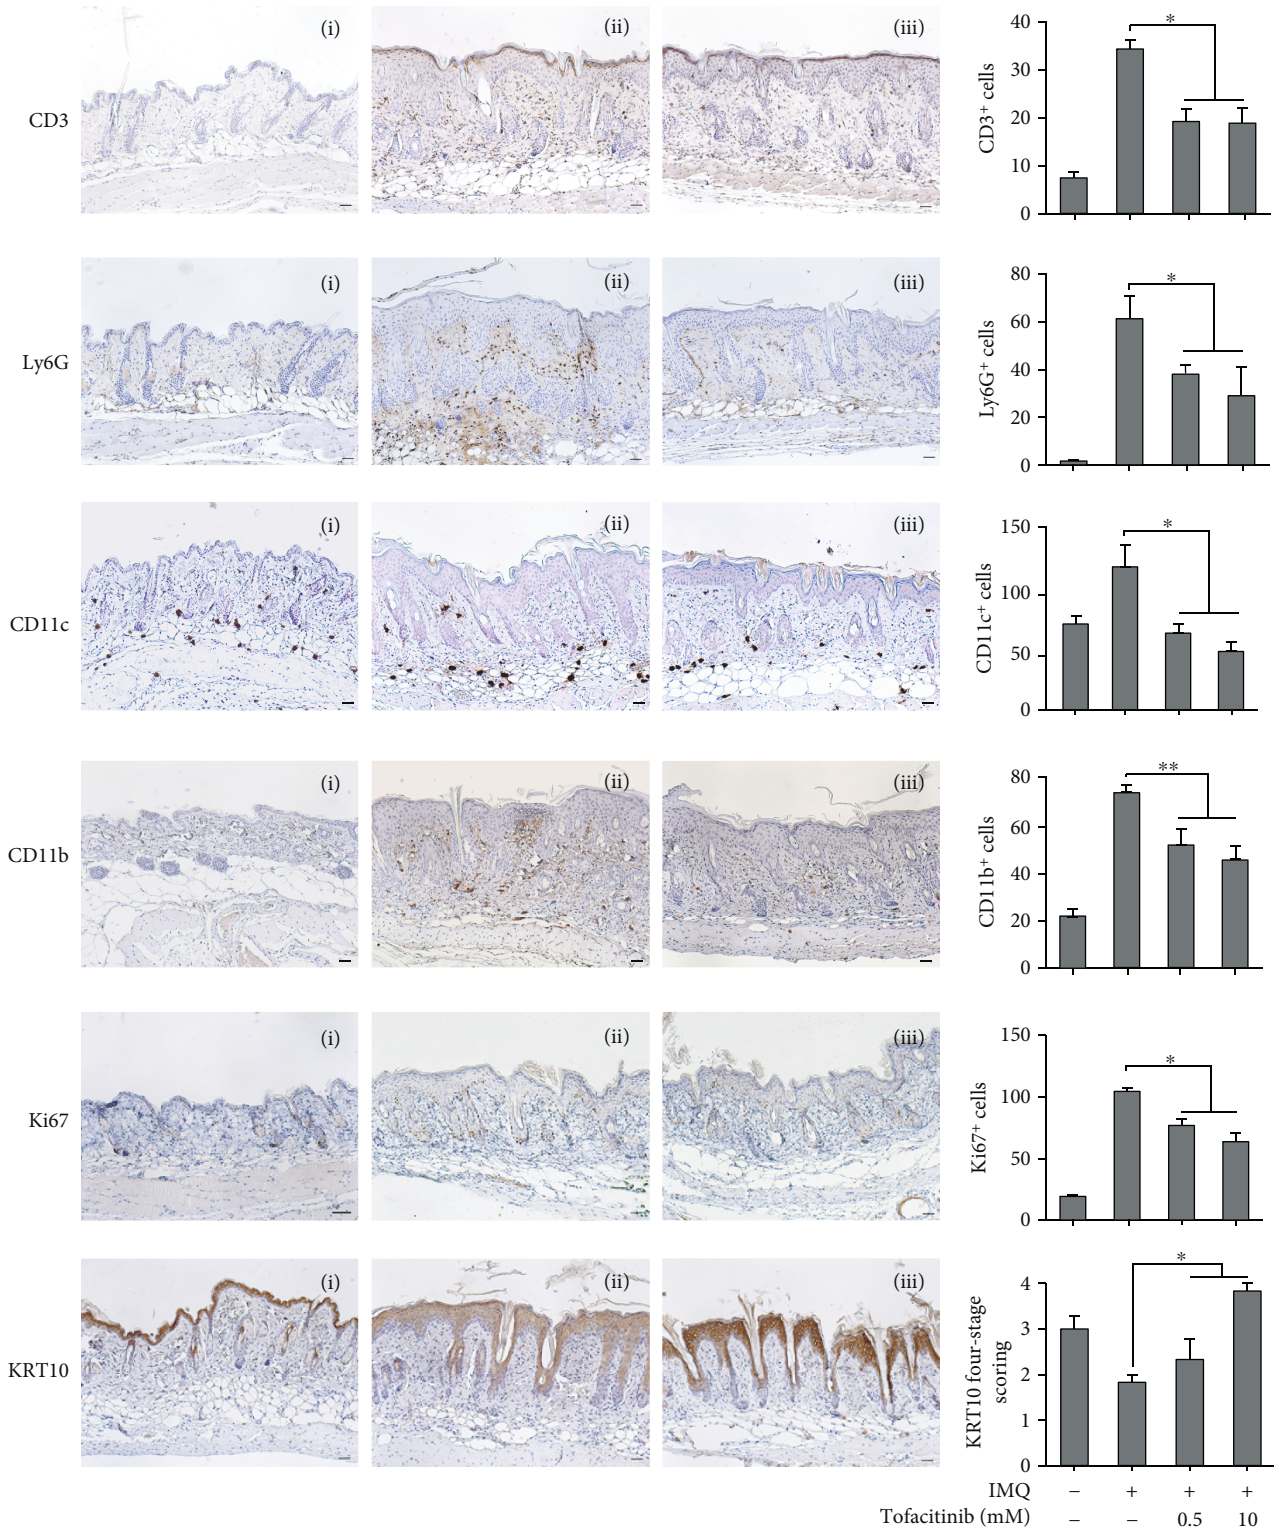 CD3
(i)
(ii)
(iii)
CD3+ cells
40
30
20
10
0
*
Ly6G
(i)
(ii)
(iii)
Ly6G+ cells
80
60
40
20
0
*
CD11c
(i)
(ii)
(iii)
CD11c+ cells
150
100
50
0
*
CD11b
(i)
(ii)
(iii)
CD11b+ cells
80
60
40
20
0
**
Ki67
(i)
(ii)
(iii)
Ki67+ cells
150
100
50
0
*
KRT10
(i)
(ii)
(iii)
KRT10 four-stage
scoring
4
3
2
1
0
*
IMQ – + + +
Tofacitinib (mM) – – 0.5 10